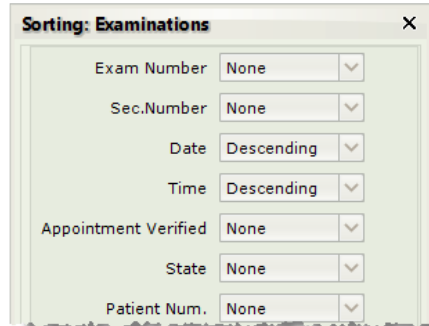 Sorting: Examinations
Exam Number None
Sec.Number None
Date Descending
Time Descending
Appointment Verified None
State None
Patient Num. None